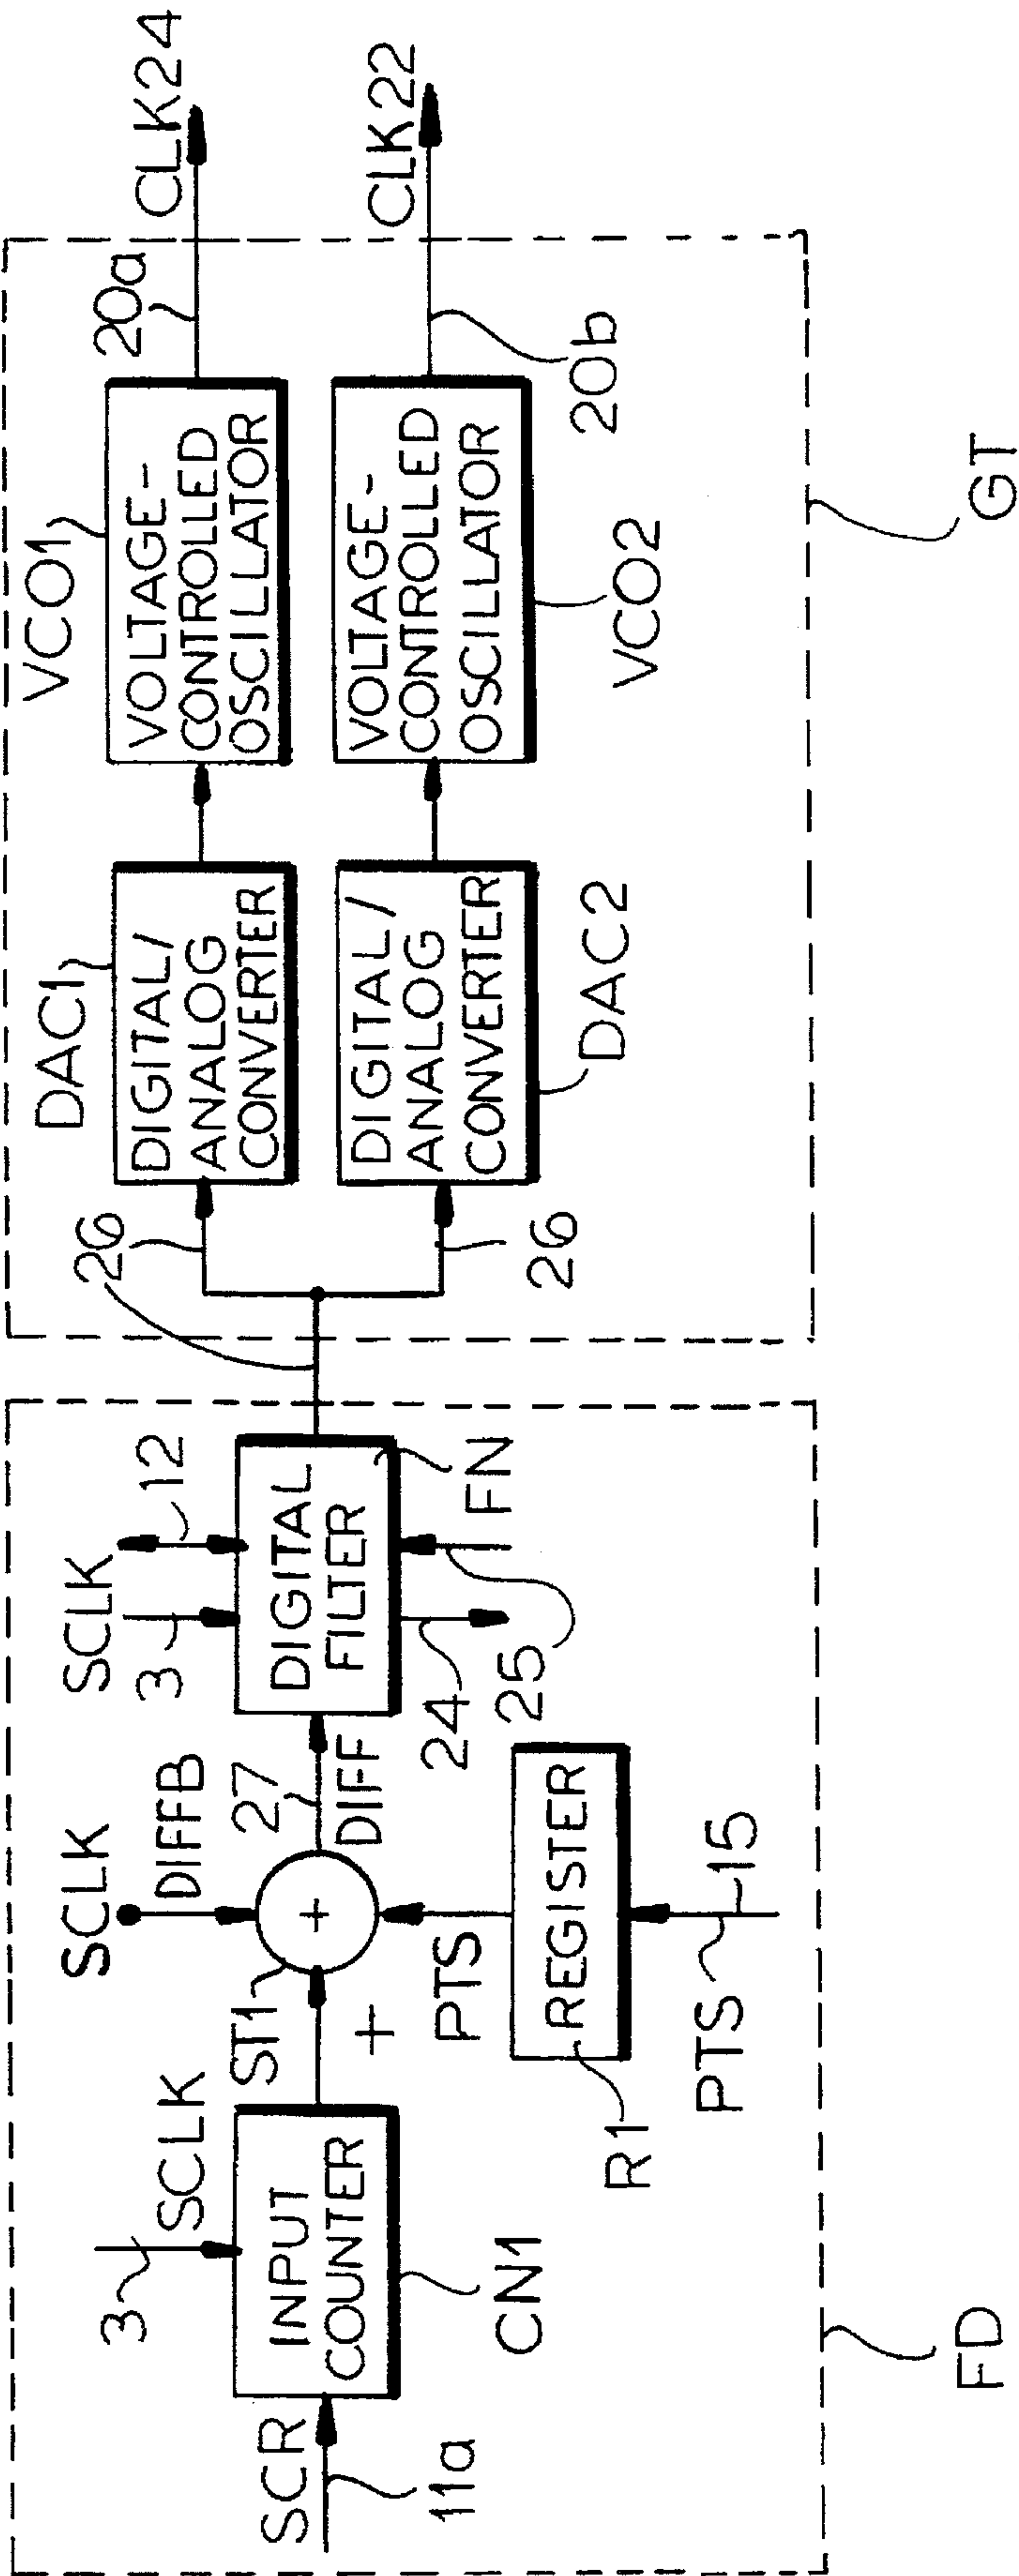 SCR
11a
3
SCLK
INPUT
COUNTER
CN1
ST1
+
SCLK
DIFFB
+
27
DIFF
PTS
REGISTER
R1
PTS
15
SCLK
3
12
DIGITAL
FILTER
FN
24
25
FD
26
26
DAC1
DIGITAL/
ANALOG
CONVERTER
DIGITAL/
ANALOG
CONVERTER
DAC2
VCO1
VOLTAGE-
CONTROLLED
OSCILLATOR
VOLTAGE-
CONTROLLED
OSCILLATOR
VCO2
20a
CLK24
20b
CLK22
GT